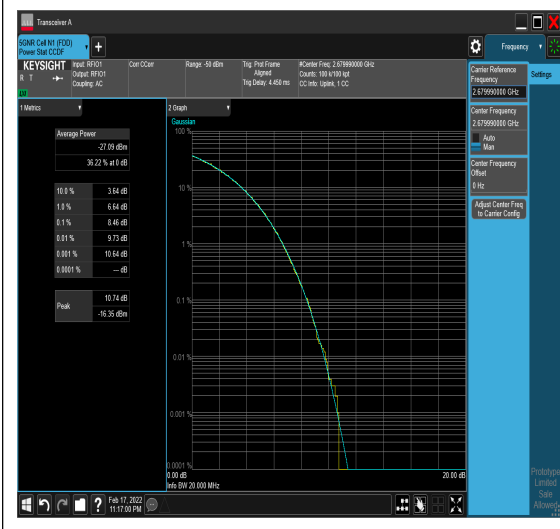 Transceiver A
5GNR Cell N1 (FDD)
Power Stat CCDF
Frequency
KEYSIGHT
R T
LXI
Input: RFIO1
Output: RFIO1
Coupling: AC
Corr CCorr
Range: -50 dBm
Trig: Prot Frame
Aligned
Trig Delay: 4.450 ms
#Center Freq: 2.679990000 GHz
Counts: 100 k/100 kpt
CC Info: Uplink, 1 CC
Carrier Reference
Frequency
2.679990000 GHz
Settings
Center Frequency
2.679990000 GHz
Auto
Man
Center Frequency
Offset
0 Hz
Adjust Center Freq
to Carrier Config
1 Metrics
Average Power
-27.09 dBm
36.22 % at 0 dB
10.0 % 3.64 dB
1.0 % 6.64 dB
0.1 % 8.46 dB
0.01 % 9.73 dB
0.001 % 10.64 dB
0.0001 % --- dB
Peak 10.74 dB
-16.35 dBm
2 Graph
Gaussian
100 %
10 %
1 %
0.1 %
0.01 %
0.001 %
0.0001 %
0.00 dB
20.00 dB
Info BW 20.000 MHz
Feb 17, 2022
11:17:00 PM
Prototype
Limited
Sale
Allowed